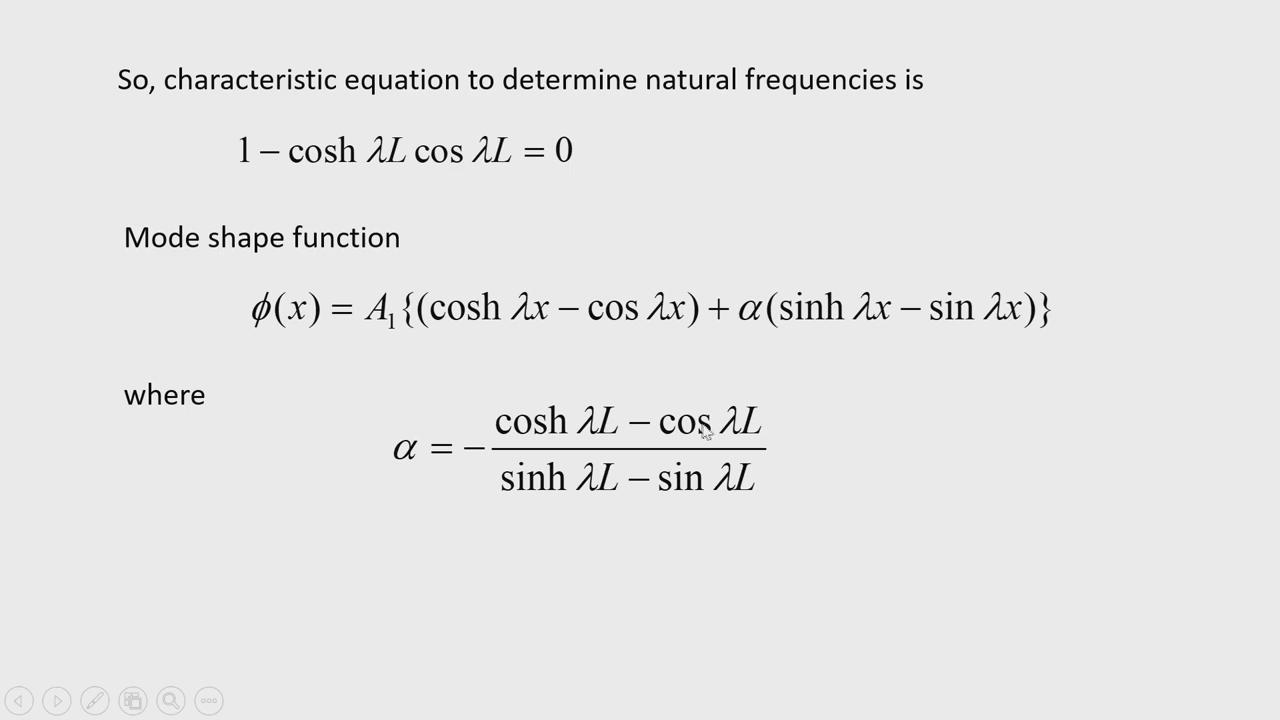 So, characteristic equation to determine natural frequencies is
1 − cosh λL cos λL = 0
Mode shape function
ϕ(x) = A₁{(cosh λx − cos λx) + α(sinh λx − sin λx)}
where
α = − (cosh λL − cos λL) / (sinh λL − sin λL)